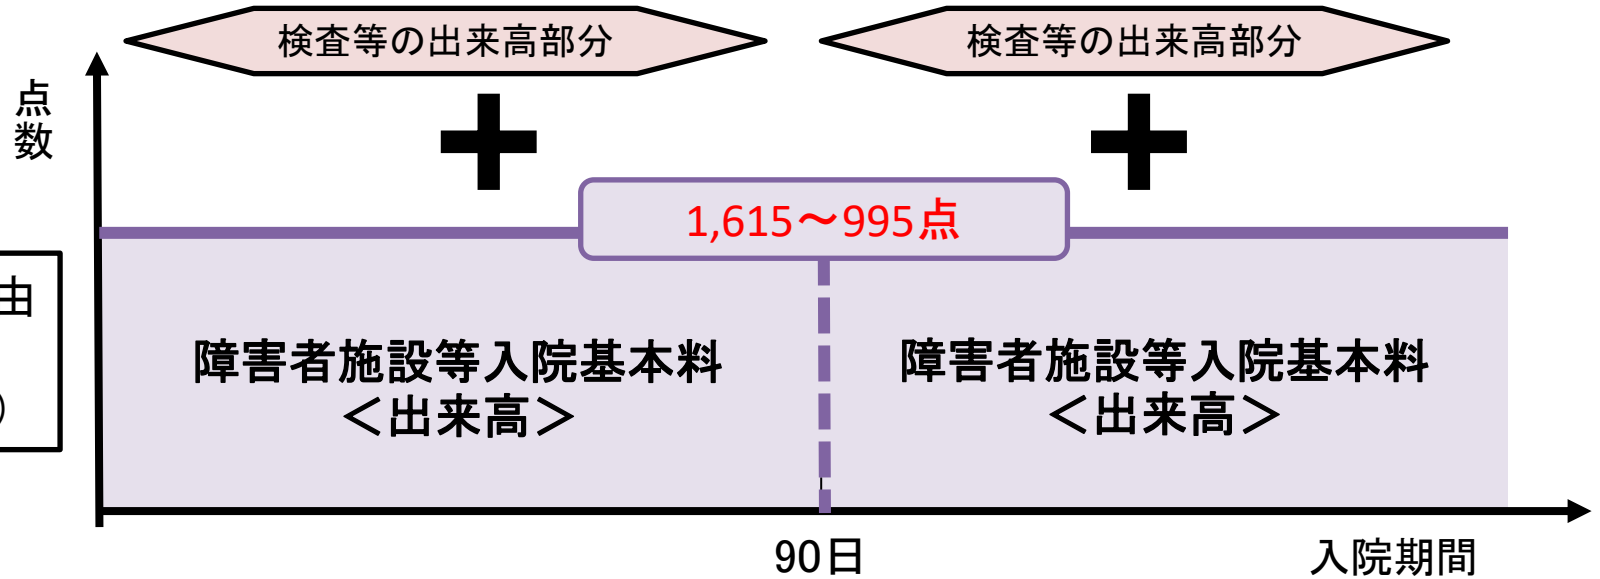 検査等の出来高部分
検査等の出来高部分
点数
1,615～995点
由
）
障害者施設等入院基本料
＜出来高＞
障害者施設等入院基本料
＜出来高＞
90日
入院期間